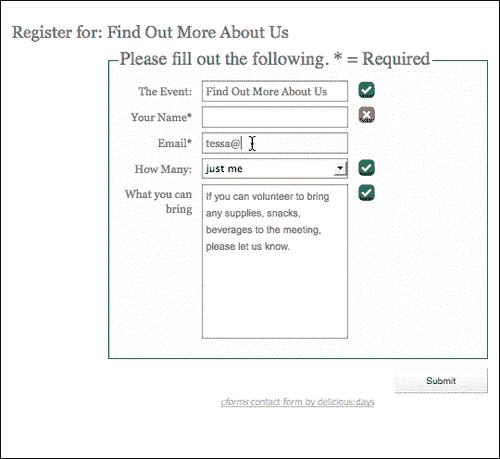 Register for: Find Out More About Us
Please fill out the following. * = Required
The Event: Find Out More About Us
Your Name*
Email* tessa@
How Many: just me
What you can bring
If you can volunteer to bring
any supplies, snacks,
beverages to the meeting,
please let us know.
Submit
cforms contact form by delicious:days